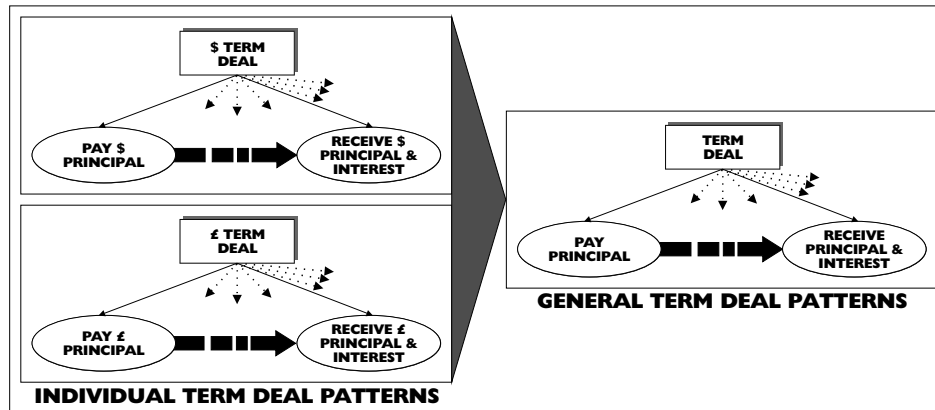 $ TERM
DEAL
PAY $
PRINCIPAL
RECEIVE $
PRINCIPAL &
INTEREST
£ TERM
DEAL
PAY £
PRINCIPAL
RECEIVE £
PRINCIPAL &
INTEREST
INDIVIDUAL TERM DEAL PATTERNS
TERM
DEAL
PAY
PRINCIPAL
RECEIVE
PRINCIPAL &
INTEREST
GENERAL TERM DEAL PATTERNS